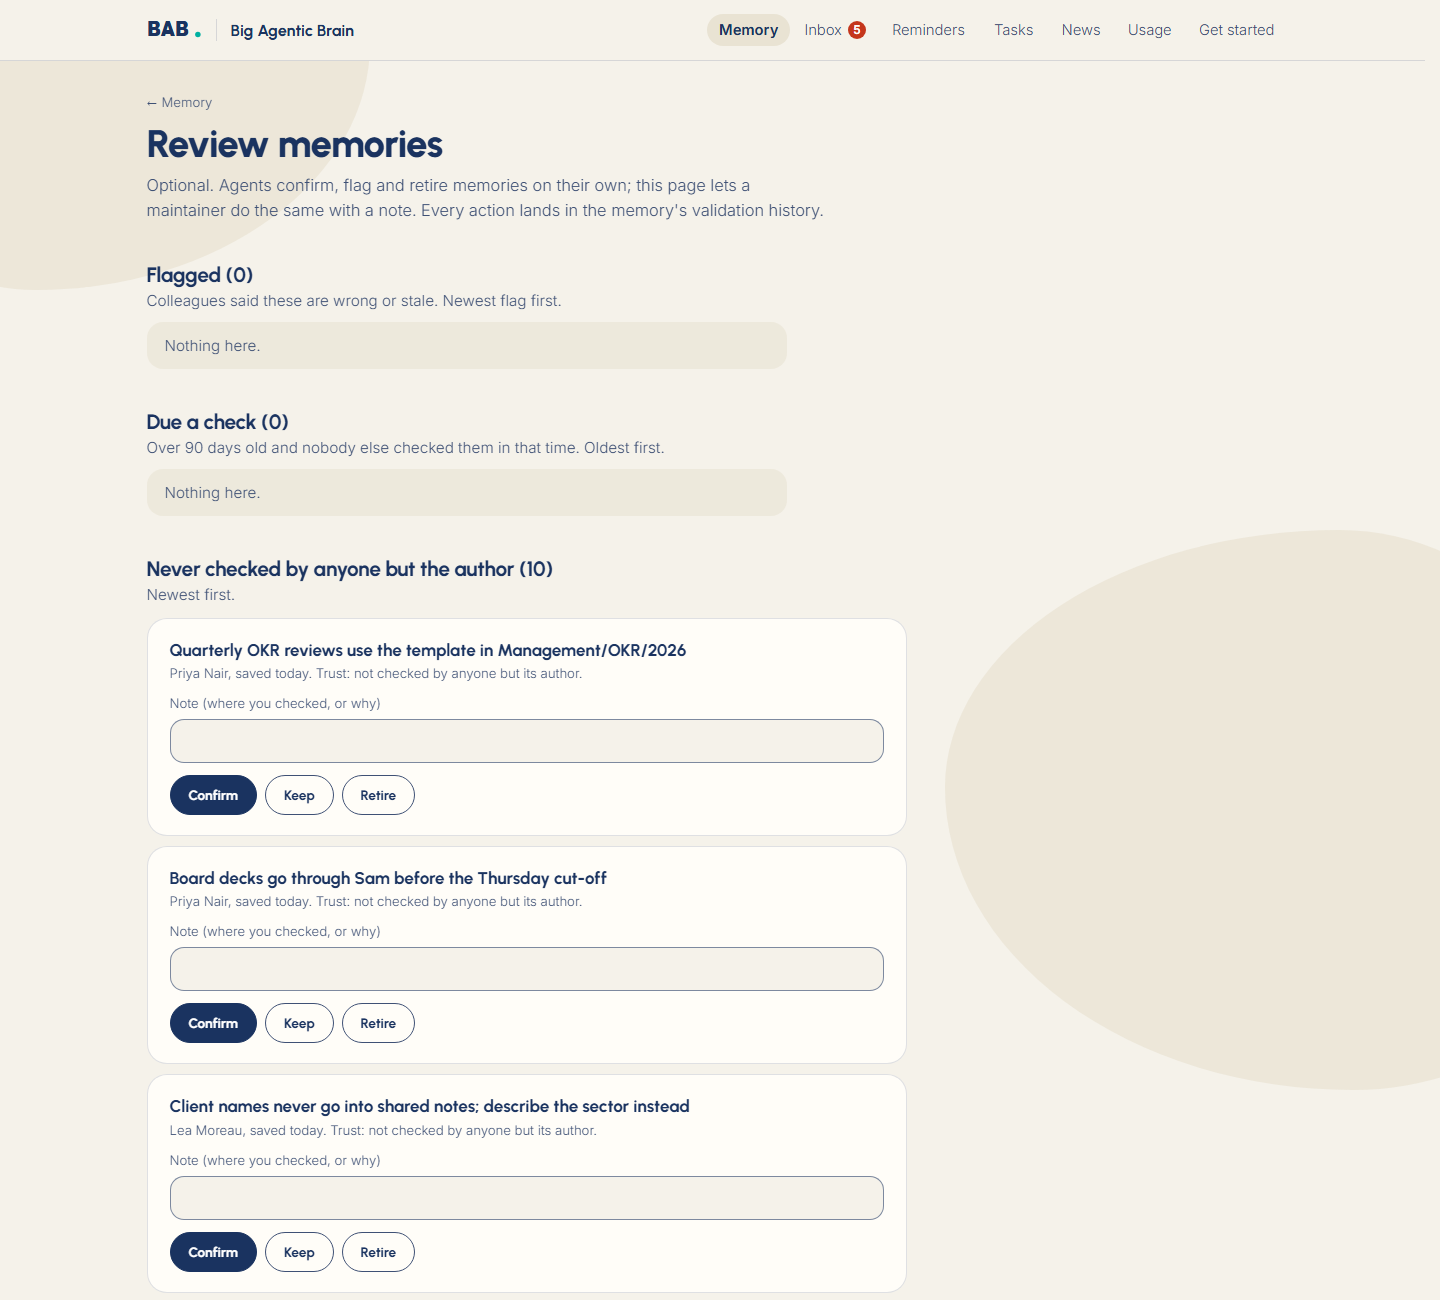 BAB.
Big Agentic Brain
Memory
Inbox 5
Reminders
Tasks
News
Usage
Get started
← Memory
Review memories
Optional. Agents confirm, flag and retire memories on their own; this page lets a
maintainer do the same with a note. Every action lands in the memory's validation history.
Flagged (0)
Colleagues said these are wrong or stale. Newest flag first.
Nothing here.
Due a check (0)
Over 90 days old and nobody else checked them in that time. Oldest first.
Nothing here.
Never checked by anyone but the author (10)
Newest first.
Quarterly OKR reviews use the template in Management/OKR/2026
Priya Nair, saved today. Trust: not checked by anyone but its author.
Note (where you checked, or why)
Confirm
Keep
Retire
Board decks go through Sam before the Thursday cut-off
Priya Nair, saved today. Trust: not checked by anyone but its author.
Note (where you checked, or why)
Confirm
Keep
Retire
Client names never go into shared notes; describe the sector instead
Lea Moreau, saved today. Trust: not checked by anyone but its author.
Note (where you checked, or why)
Confirm
Keep
Retire